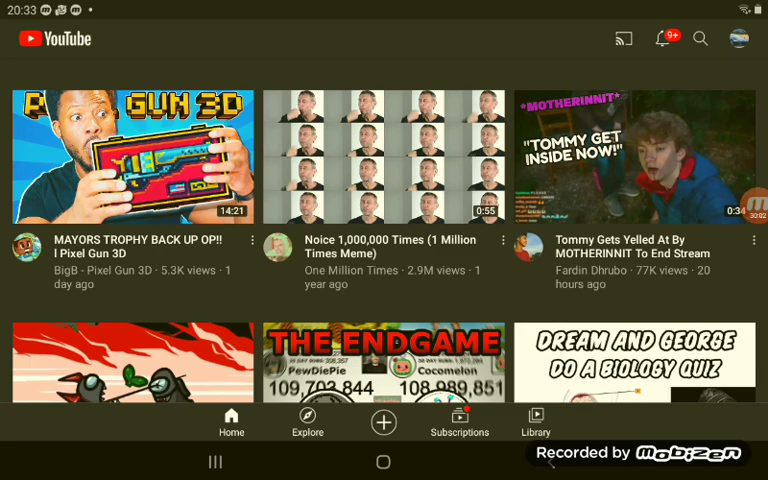 20:33
YouTube
9+
PIXEL GUN 3D
14:21
0:55
*MOTHERINNIT*
"TOMMY GET
INSIDE NOW!"
0:34
30:02
MAYORS TROPHY BACK UP OP!!
l Pixel Gun 3D
BigB - Pixel Gun 3D · 5.3K views · 1
day ago
Noice 1,000,000 Times (1 Million
Times Meme)
One Million Times · 2.9M views · 1
year ago
Tommy Gets Yelled At By
MOTHERINNIT To End Stream
Fardin Dhrubo · 77K views · 20
hours ago
THE ENDGAME
PewDiePie
Cocomelon
109,703,844
108,989,851
DREAM AND GEORGE
DO A BIOLOGY QUIZ
Home
Explore
Subscriptions
Library
Recorded by mobizen